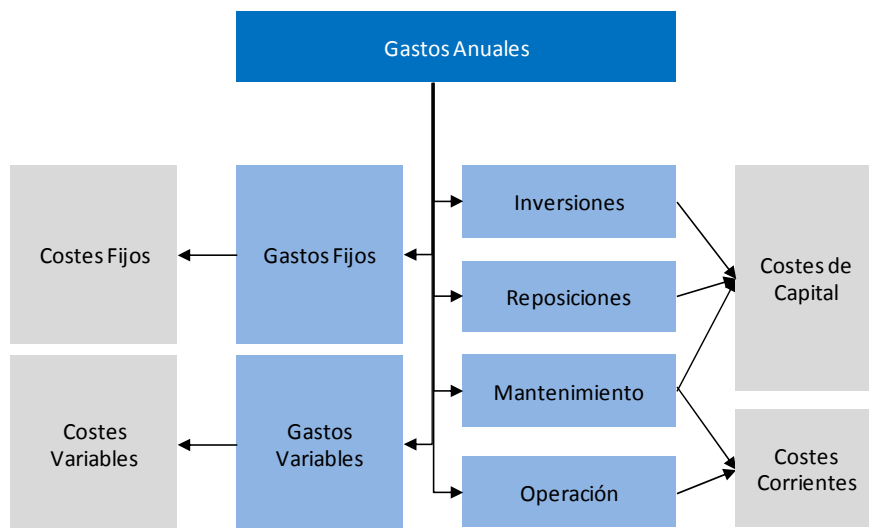 Gastos Anuales
Costes Fijos
Gastos Fijos
Inversiones
Reposiciones
Costes de
Capital
Costes
Variables
Gastos
Variables
Mantenimiento
Operación
Costes
Corrientes